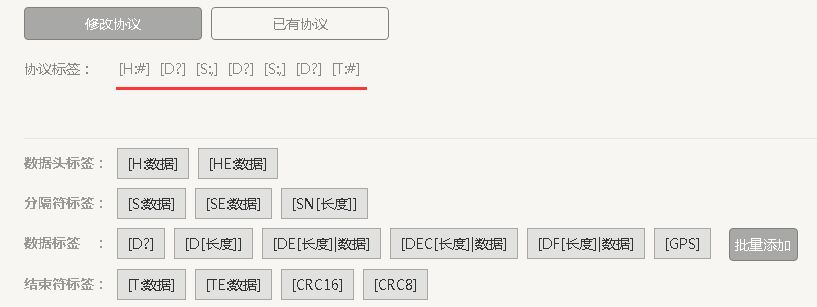 修改协议 已有协议
协议标签： [H:#] [D?] [S:,] [D?] [S:,] [D?] [T:#]
数据头标签： [H:数据] [HE:数据]
分隔符标签： [S:数据] [SE:数据] [SN[长度]]
数据标签 ： [D?] [D[长度]] [DE[长度]|数据] [DEC[长度]|数据] [DF[长度]|数据] [GPS] 批量添加
结束符标签： [T:数据] [TE:数据] [CRC16] [CRC8]